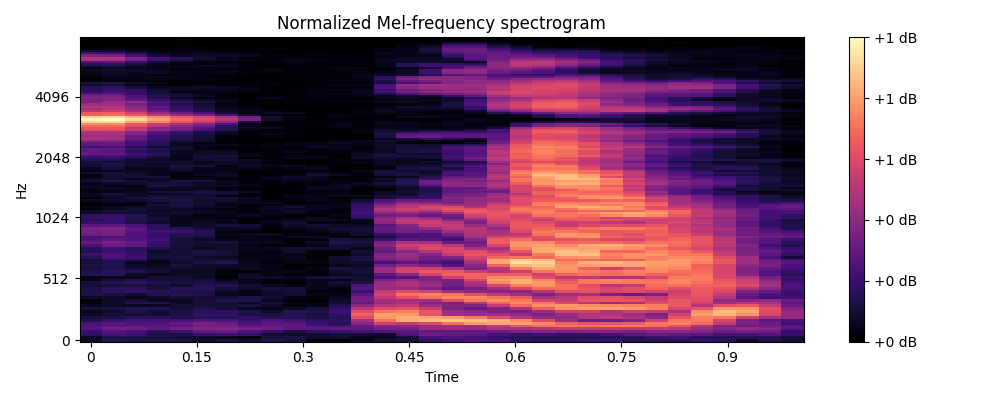 Normalized Mel-frequency spectrogram
+1 dB
4096
+1 dB
2048
+1 dB
Hz
1024
+0 dB
512
+0 dB
0
+0 dB
0 0.15 0.3 0.45 0.6 0.75 0.9
Time